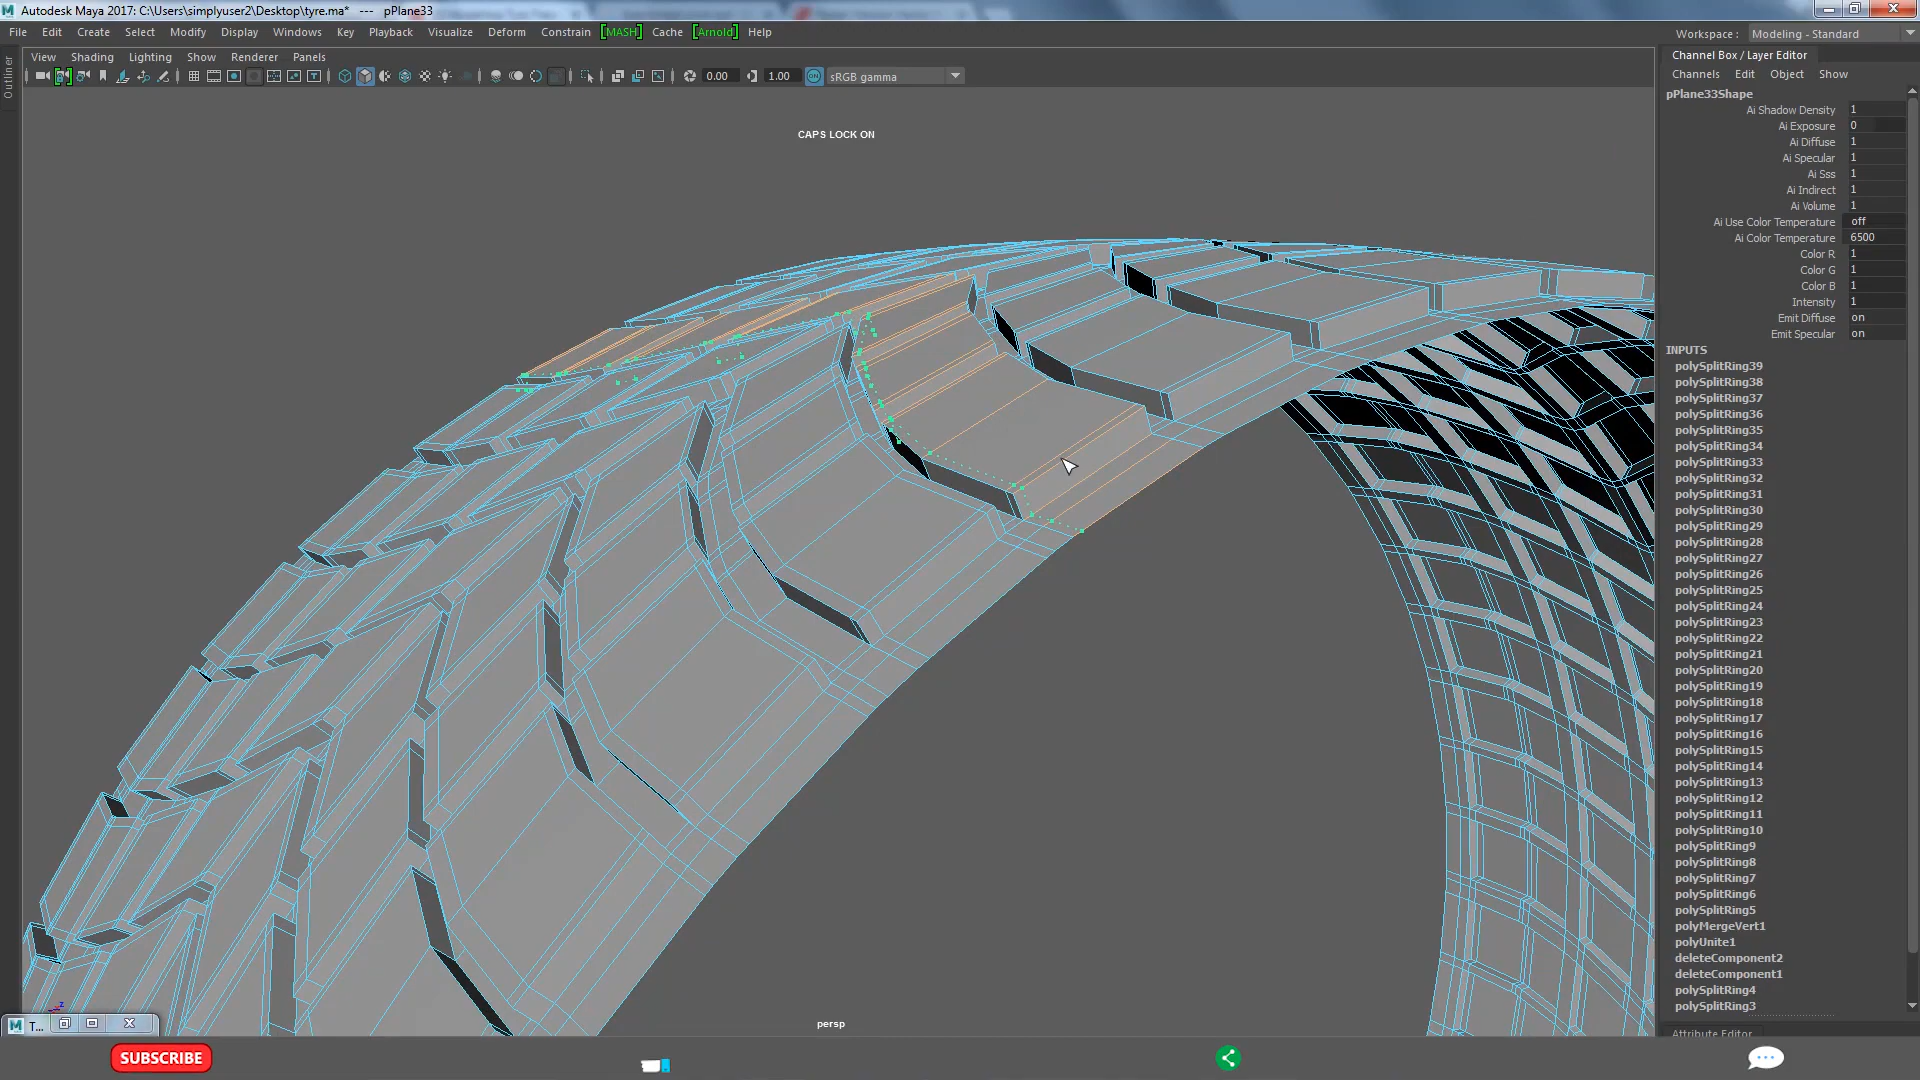 Autodesk Maya 2017: C:\Users\simplyuser2\Desktop\tyre.ma* --- pPlane33
File Edit Create Select Modify Display Windows Key Playback Visualize Deform Constrain [MASH] Cache [Arnold] Help
Workspace : Modeling - Standard
Outliner
View Shading Lighting Show Renderer Panels
0.00 1.00 ON sRGB gamma
CAPS LOCK ON
Channel Box / Layer Editor
Channels Edit Object Show
pPlane33Shape
Ai Shadow Density 1
Ai Exposure 0
Ai Diffuse 1
Ai Specular 1
Ai Sss 1
Ai Indirect 1
Ai Volume 1
Ai Use Color Temperature off
Ai Color Temperature 6500
Color R 1
Color G 1
Color B 1
Intensity 1
Emit Diffuse on
Emit Specular on
INPUTS
polySplitRing39
polySplitRing38
polySplitRing37
polySplitRing36
polySplitRing35
polySplitRing34
polySplitRing33
polySplitRing32
polySplitRing31
polySplitRing30
polySplitRing29
polySplitRing28
polySplitRing27
polySplitRing26
polySplitRing25
polySplitRing24
polySplitRing23
polySplitRing22
polySplitRing21
polySplitRing20
polySplitRing19
polySplitRing18
polySplitRing17
polySplitRing16
polySplitRing15
polySplitRing14
polySplitRing13
polySplitRing12
polySplitRing11
polySplitRing10
polySplitRing9
polySplitRing8
polySplitRing7
polySplitRing6
polySplitRing5
polyMergeVert1
polyUnite1
deleteComponent2
deleteComponent1
polySplitRing4
polySplitRing3
Attribute Editor
z
T...
persp
SUBSCRIBE